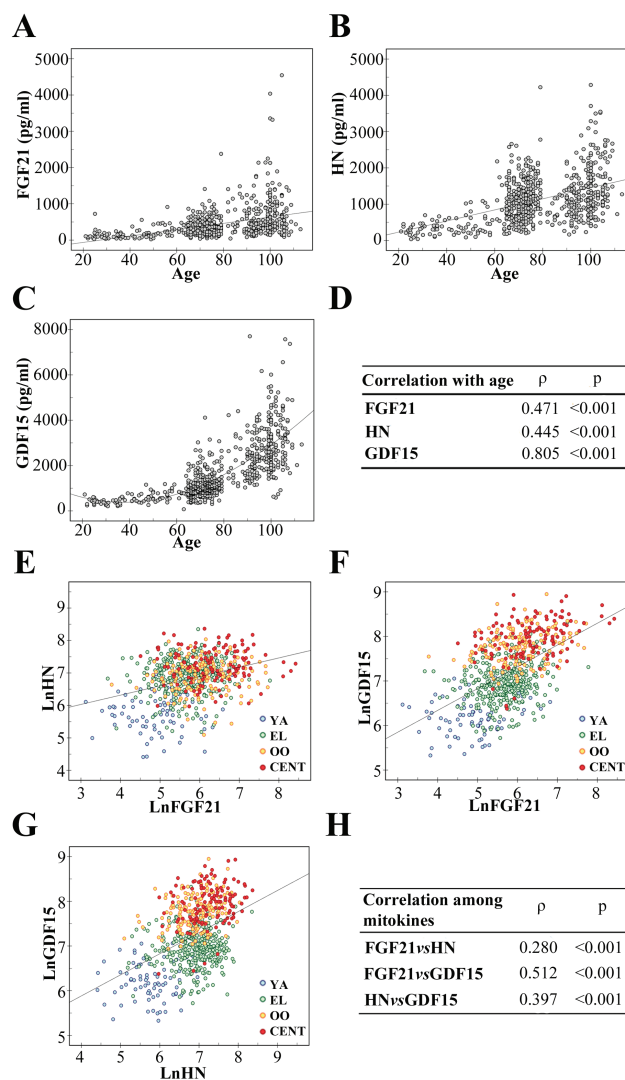 A
B
FGF21 (pg/ml)
5000
4000
3000
2000
1000
0
20 40 60 80 100
Age
HN (pg/ml)
5000
4000
3000
2000
1000
0
20 40 60 80 100
Age
C
D
GDF15 (pg/ml)
8000
6000
4000
2000
0
20 40 60 80 100
Age
Correlation with age ρ p
FGF21 0.471 <0.001
HN 0.445 <0.001
GDF15 0.805 <0.001
E
F
LnHN
9
8
7
6
5
4
YA
EL
OO
CENT
3 4 5 6 7 8
LnFGF21
LnGDF15
9
8
7
6
5
YA
EL
OO
CENT
3 4 5 6 7 8
LnFGF21
G
H
LnGDF15
9
8
7
6
5
YA
EL
OO
CENT
4 5 6 7 8 9
LnHN
Correlation among
mitokines ρ p
FGF21vsHN 0.280 <0.001
FGF21vsGDF15 0.512 <0.001
HNvsGDF15 0.397 <0.001